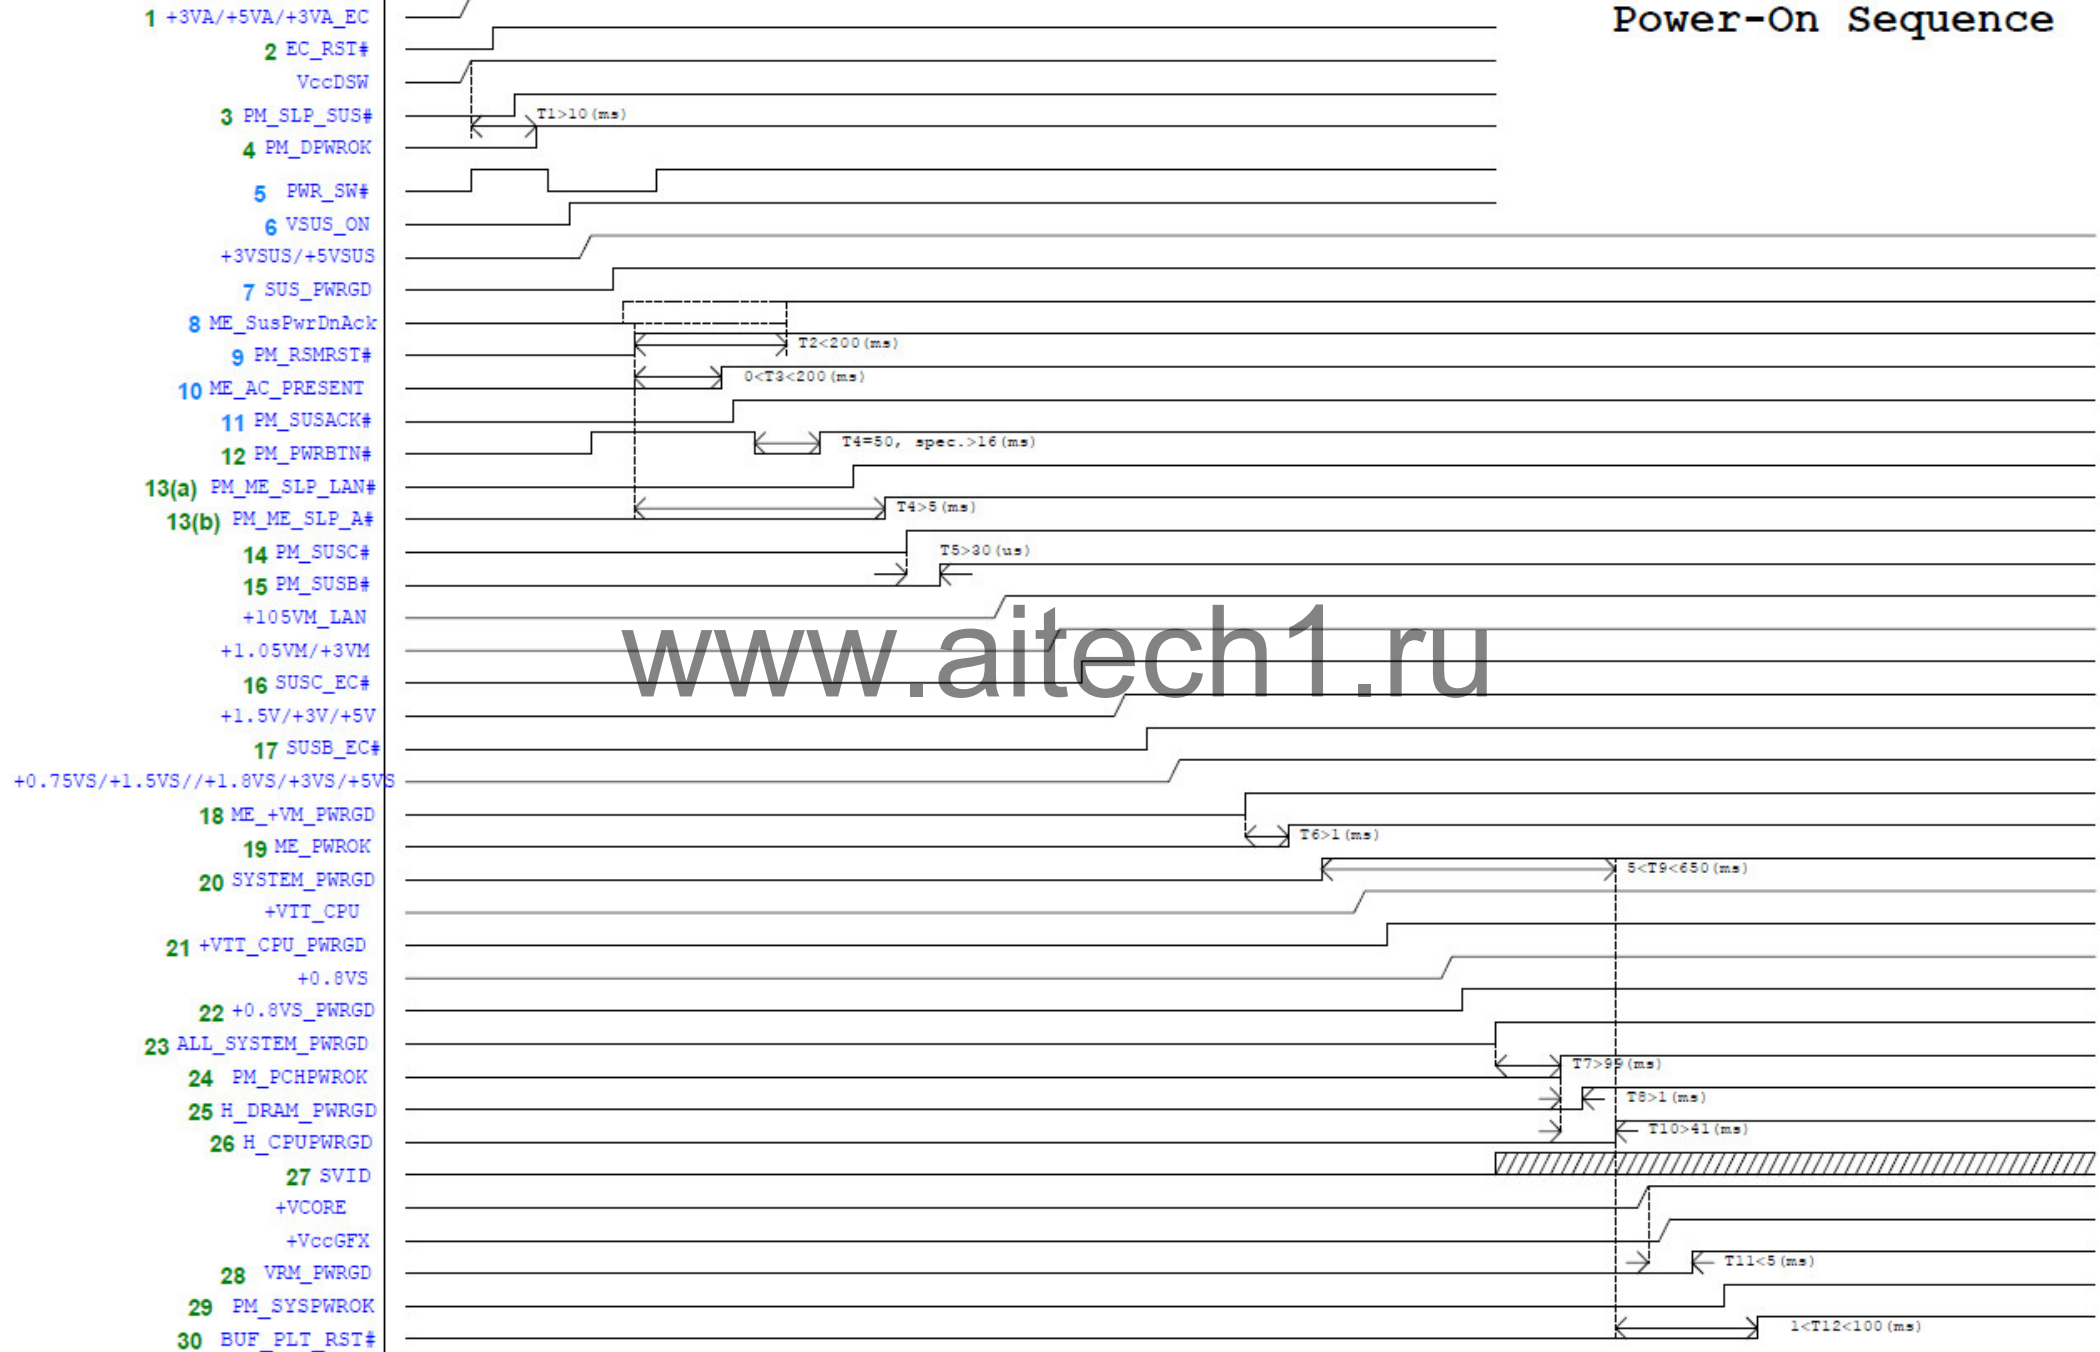 Power-On Sequence
1 +3VA/+5VA/+3VA_EC
2 EC_RST#
VccDSW
3 PM_SLP_SUS#
T1>10(ms)
4 PM_DPWROK
5 PWR_SW#
6 VSUS_ON
+3VSUS/+5VSUS
7 SUS_PWRGD
8 ME_SusPwrDnAck
T2<200(ms)
9 PM_RSMRST#
0<T3<200(ms)
10 ME_AC_PRESENT
11 PM_SUSACK#
T4=50, spec.>16(ms)
12 PM_PWRBTN#
13(a) PM_ME_SLP_LAN#
T4>5(ms)
13(b) PM_ME_SLP_A#
14 PM_SUSC#
T5>30(us)
15 PM_SUSB#
+105VM_LAN
+1.05VM/+3VM
www.aitech1.ru
16 SUSC_EC#
+1.5V/+3V/+5V
17 SUSB_EC#
+0.75VS/+1.5VS//+1.8VS/+3VS/+5VS
18 ME_+VM_PWRGD
T6>1(ms)
19 ME_PWROK
5<T9<650(ms)
20 SYSTEM_PWRGD
+VTT_CPU
21 +VTT_CPU_PWRGD
+0.8VS
22 +0.8VS_PWRGD
23 ALL_SYSTEM_PWRGD
T7>99(ms)
24 PM_PCHPWROK
T8>1(ms)
25 H_DRAM_PWRGD
T10>41(ms)
26 H_CPUPWRGD
27 SVID
+VCORE
+VccGFX
T11<5(ms)
28 VRM_PWRGD
29 PM_SYSPWROK
1<T12<100(ms)
30 BUF_PLT_RST#